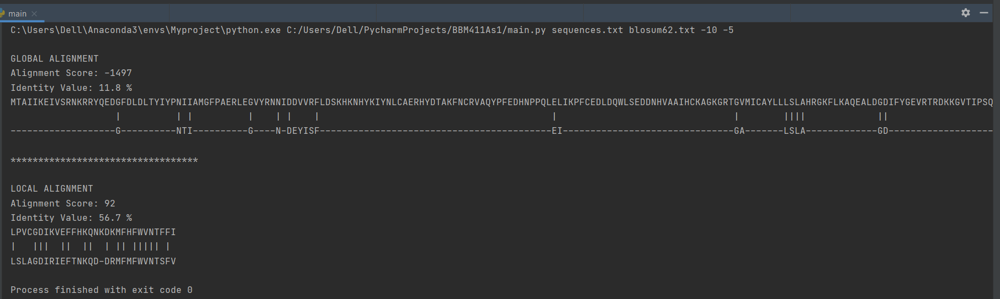 main
C:\Users\Dell\Anaconda3\envs\Myproject\python.exe C:/Users/Dell/PycharmProjects/BBM411As1/main.py sequences.txt blosum62.txt -10 -5
GLOBAL ALIGNMENT
Alignment Score: -1497
Identity Value: 11.8 %
MTAIIKEIVSRNKRRYQEDGFDLDLTYIYPNIIAMGFPAERLEGVYRNNIDDVVRFLDSKHKNHYKIYNLCAERHYDTAKFNCRVAQYPFEDHNPPQLELIKPFCEDLDQWLSEDDNHVAAIHCKAGKGRTGVMICAYLLLSLAHRGKFLKAQEALDGDIFYGEVRTRDKKGVTIPSQ
                   |          | |          |    | |    |                                          |                                |        ||||             ||
-------------------G----------NTI----------G----N-DEYISF------------------------------------------EI-------------------------------GA-------LSLA-------------GD-------------------
**********************************
LOCAL ALIGNMENT
Alignment Score: 92
Identity Value: 56.7 %
LPVCGDIKVEFFHKQNKDKMFHFWVNTFFI
|   |||  ||  ||  | || ||||| |
LSLAGDIRIEFTNKQD-DRMFMFWVNTSFV
Process finished with exit code 0